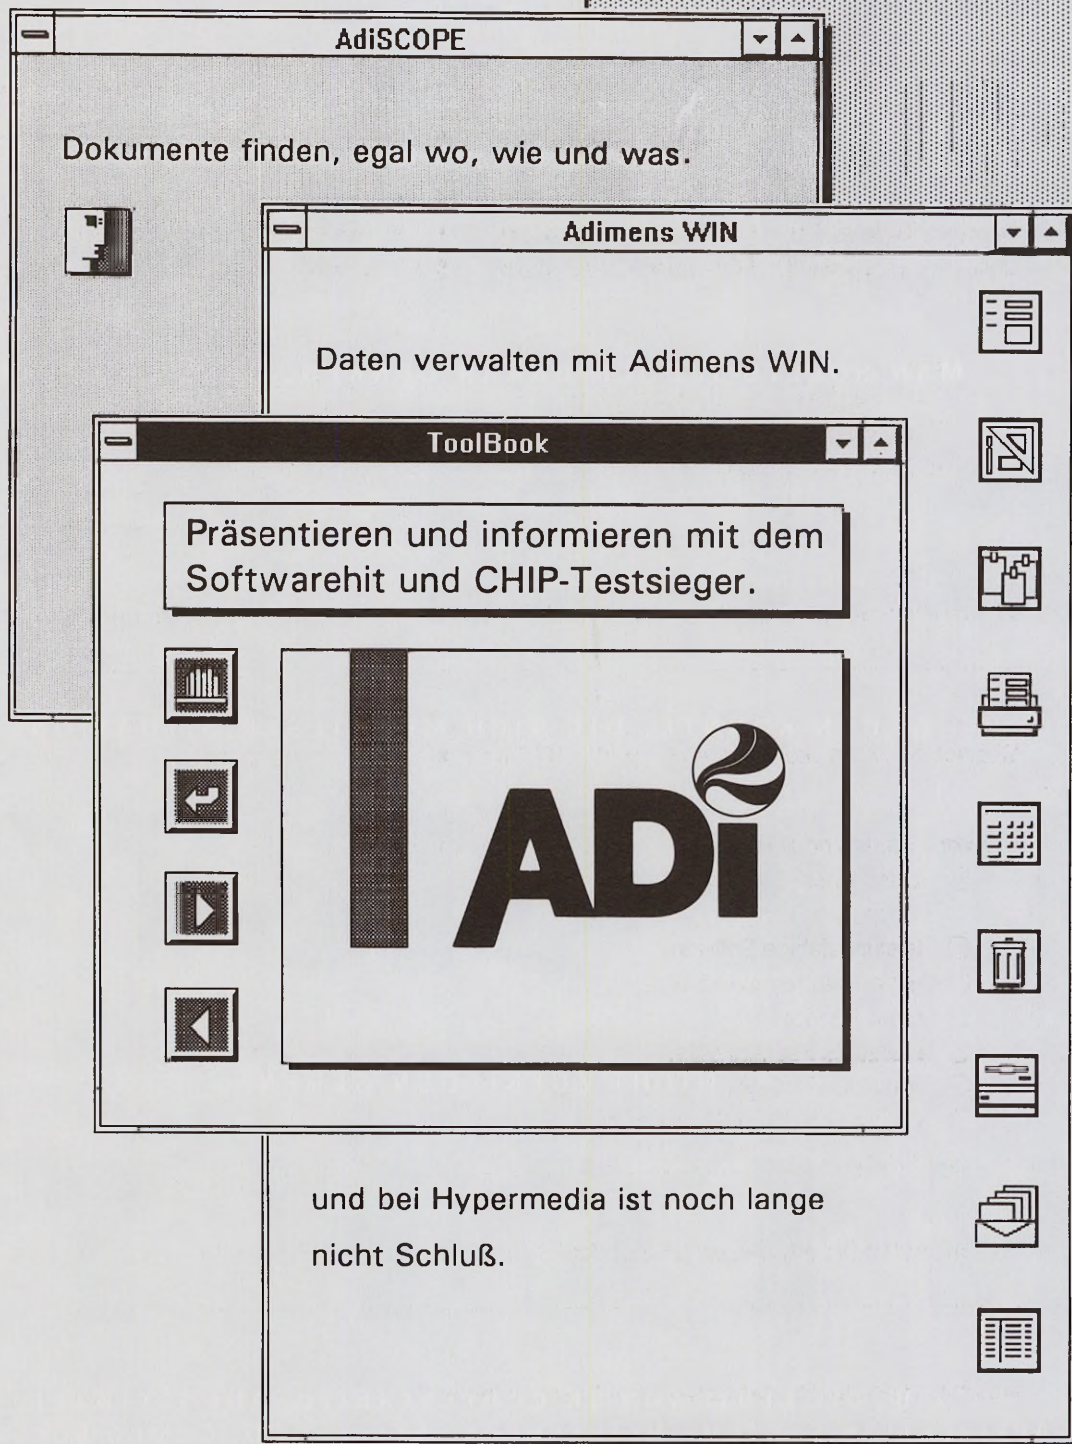 AdiSCOPE
Dokumente finden, egal wo, wie und was.
Adimens WIN
Daten verwalten mit Adimens WIN.
ToolBook
Präsentieren und informieren mit dem
Softwarehit und CHIP-Testsieger.
ADi
und bei Hypermedia ist noch lange
nicht Schluß.